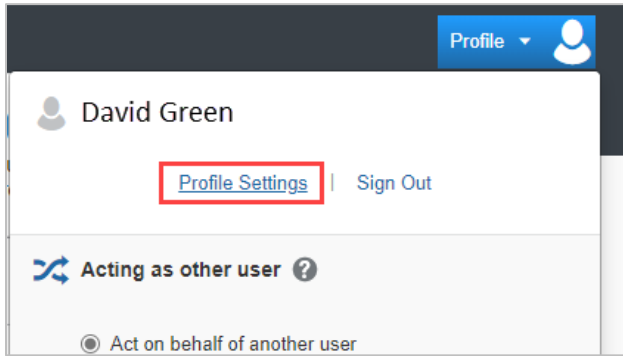 Profile
David Green
Profile Settings | Sign Out
Acting as other user ?
Act on behalf of another user